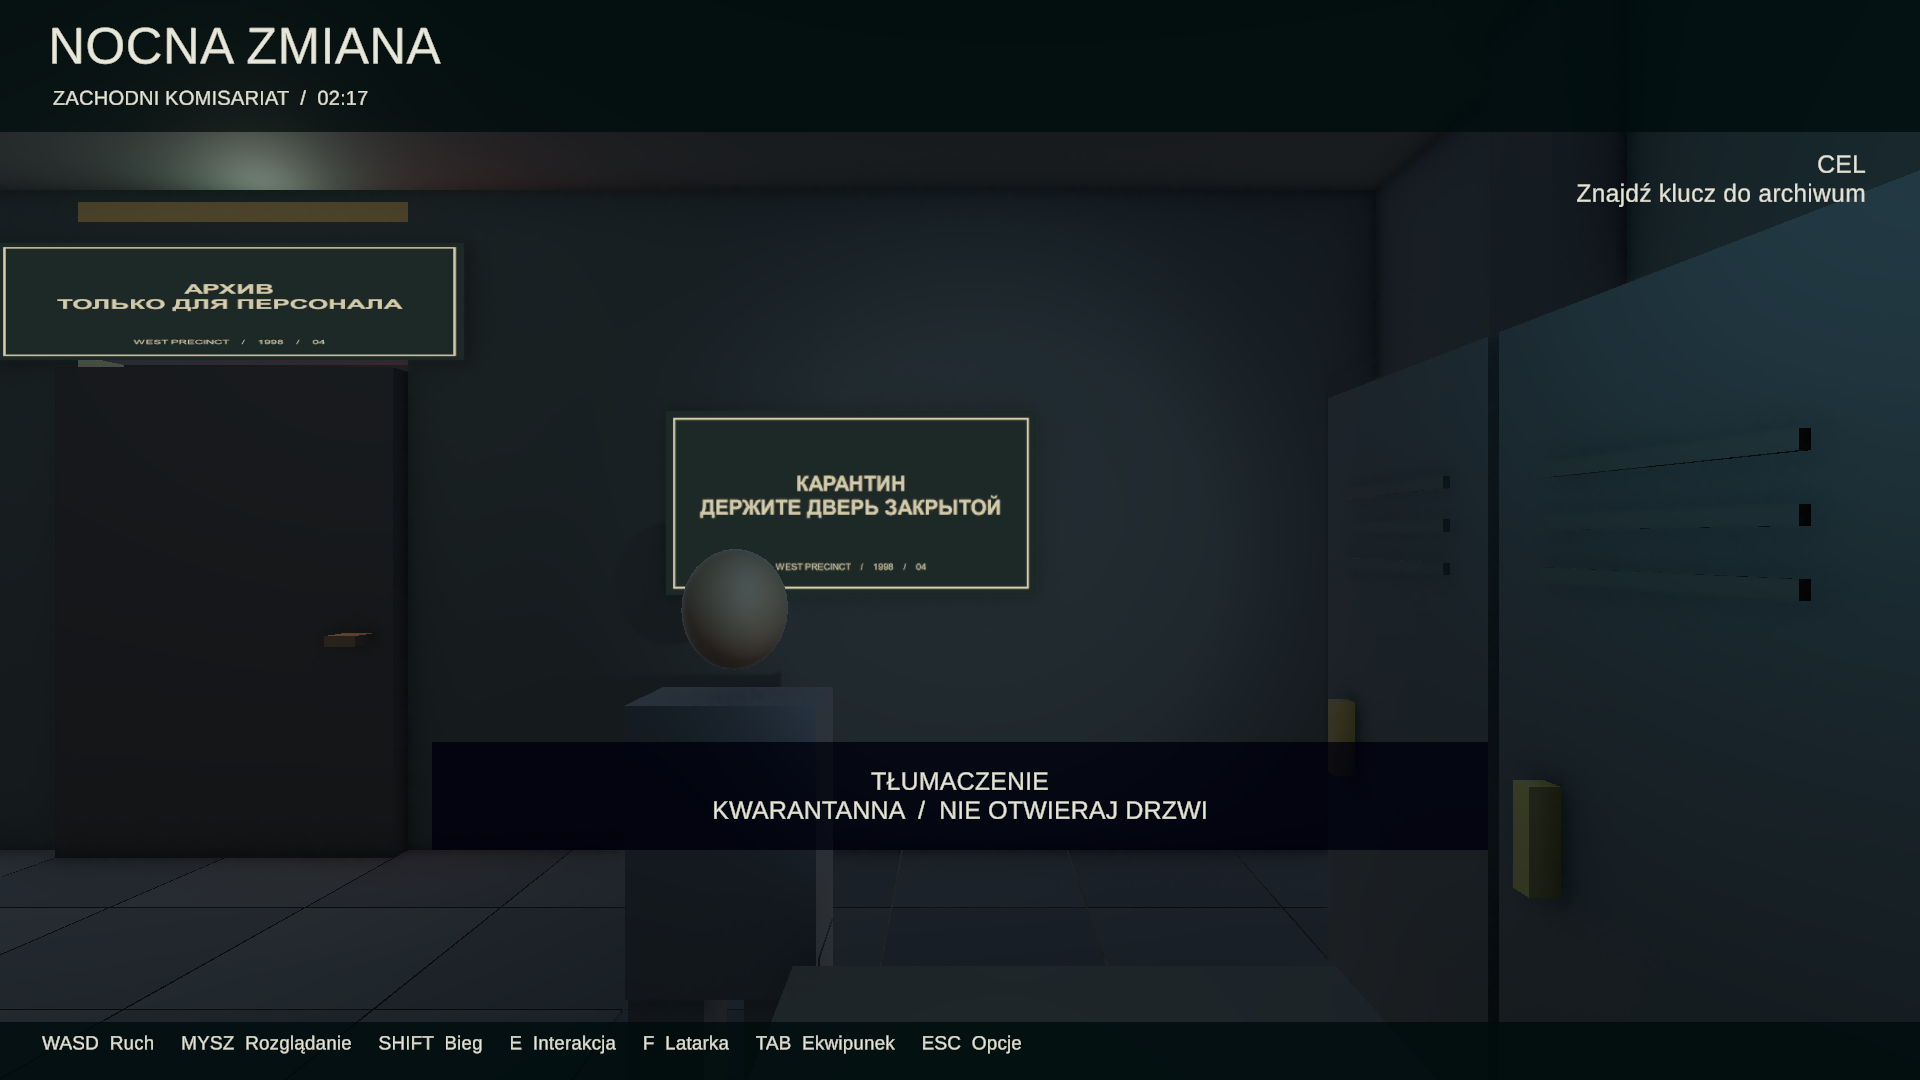 NOCNA ZMIANA
ZACHODNI KOMISARIAT / 02:17
CEL
Znajdź klucz do archiwum
АРХИВ
ТОЛЬКО ДЛЯ ПЕРСОНАЛА
WEST PRECINCT / 1998 / 04
КАРАНТИН
ДЕРЖИТЕ ДВЕРЬ ЗАКРЫТОЙ
WEST PRECINCT / 1998 / 04
TŁUMACZENIE
KWARANTANNA / NIE OTWIERAJ DRZWI
WASD Ruch MYSZ Rozglądanie SHIFT Bieg E Interakcja F Latarka TAB Ekwipunek ESC Opcje